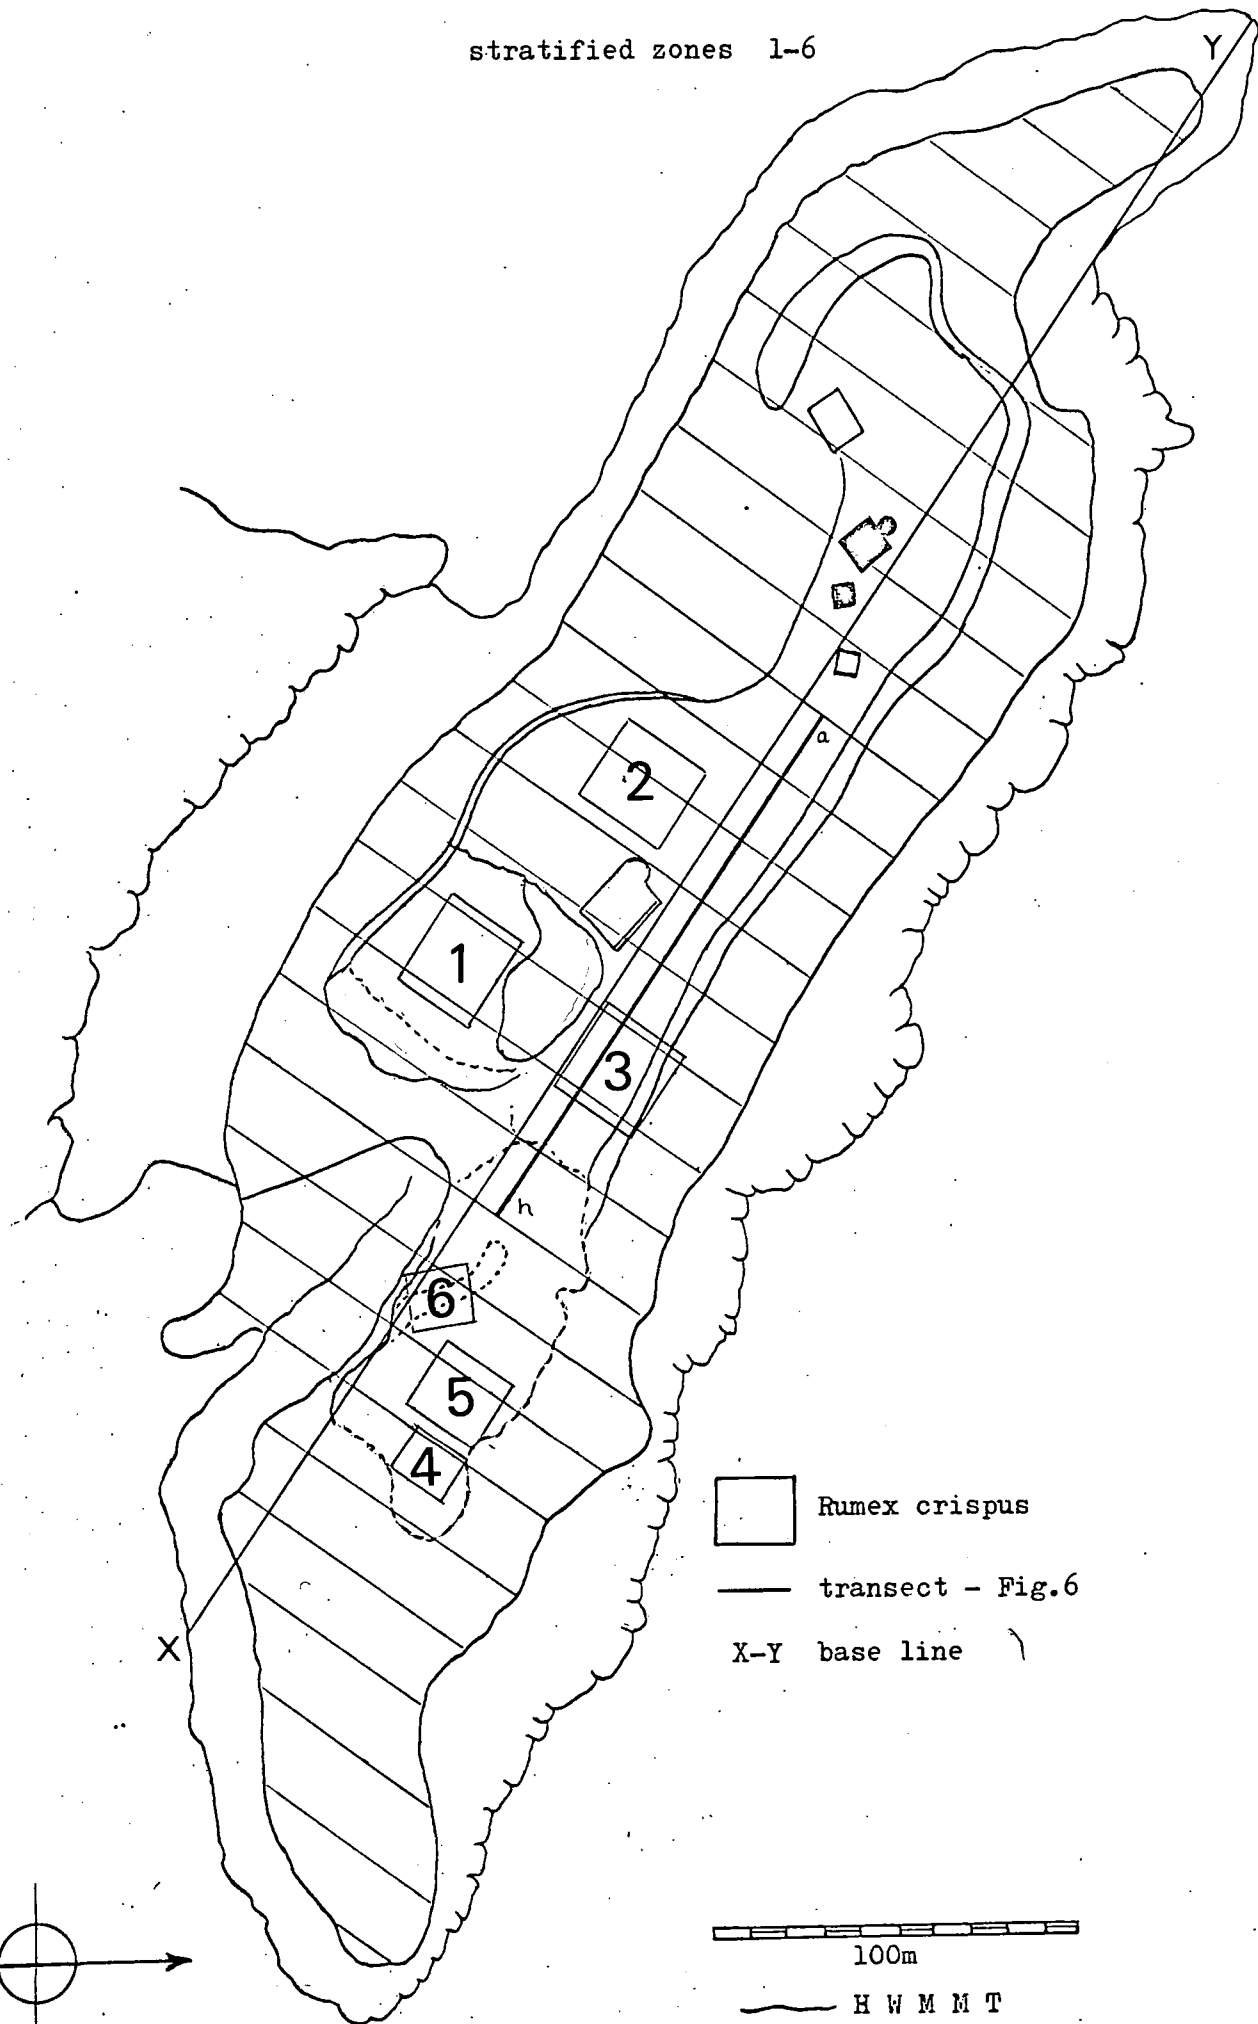 stratified zones 1-6
Y
a
2
1
3
n
6
5
4
Rumex crispus
transect - Fig.6
X
X-Y base line
100m
H W M M T